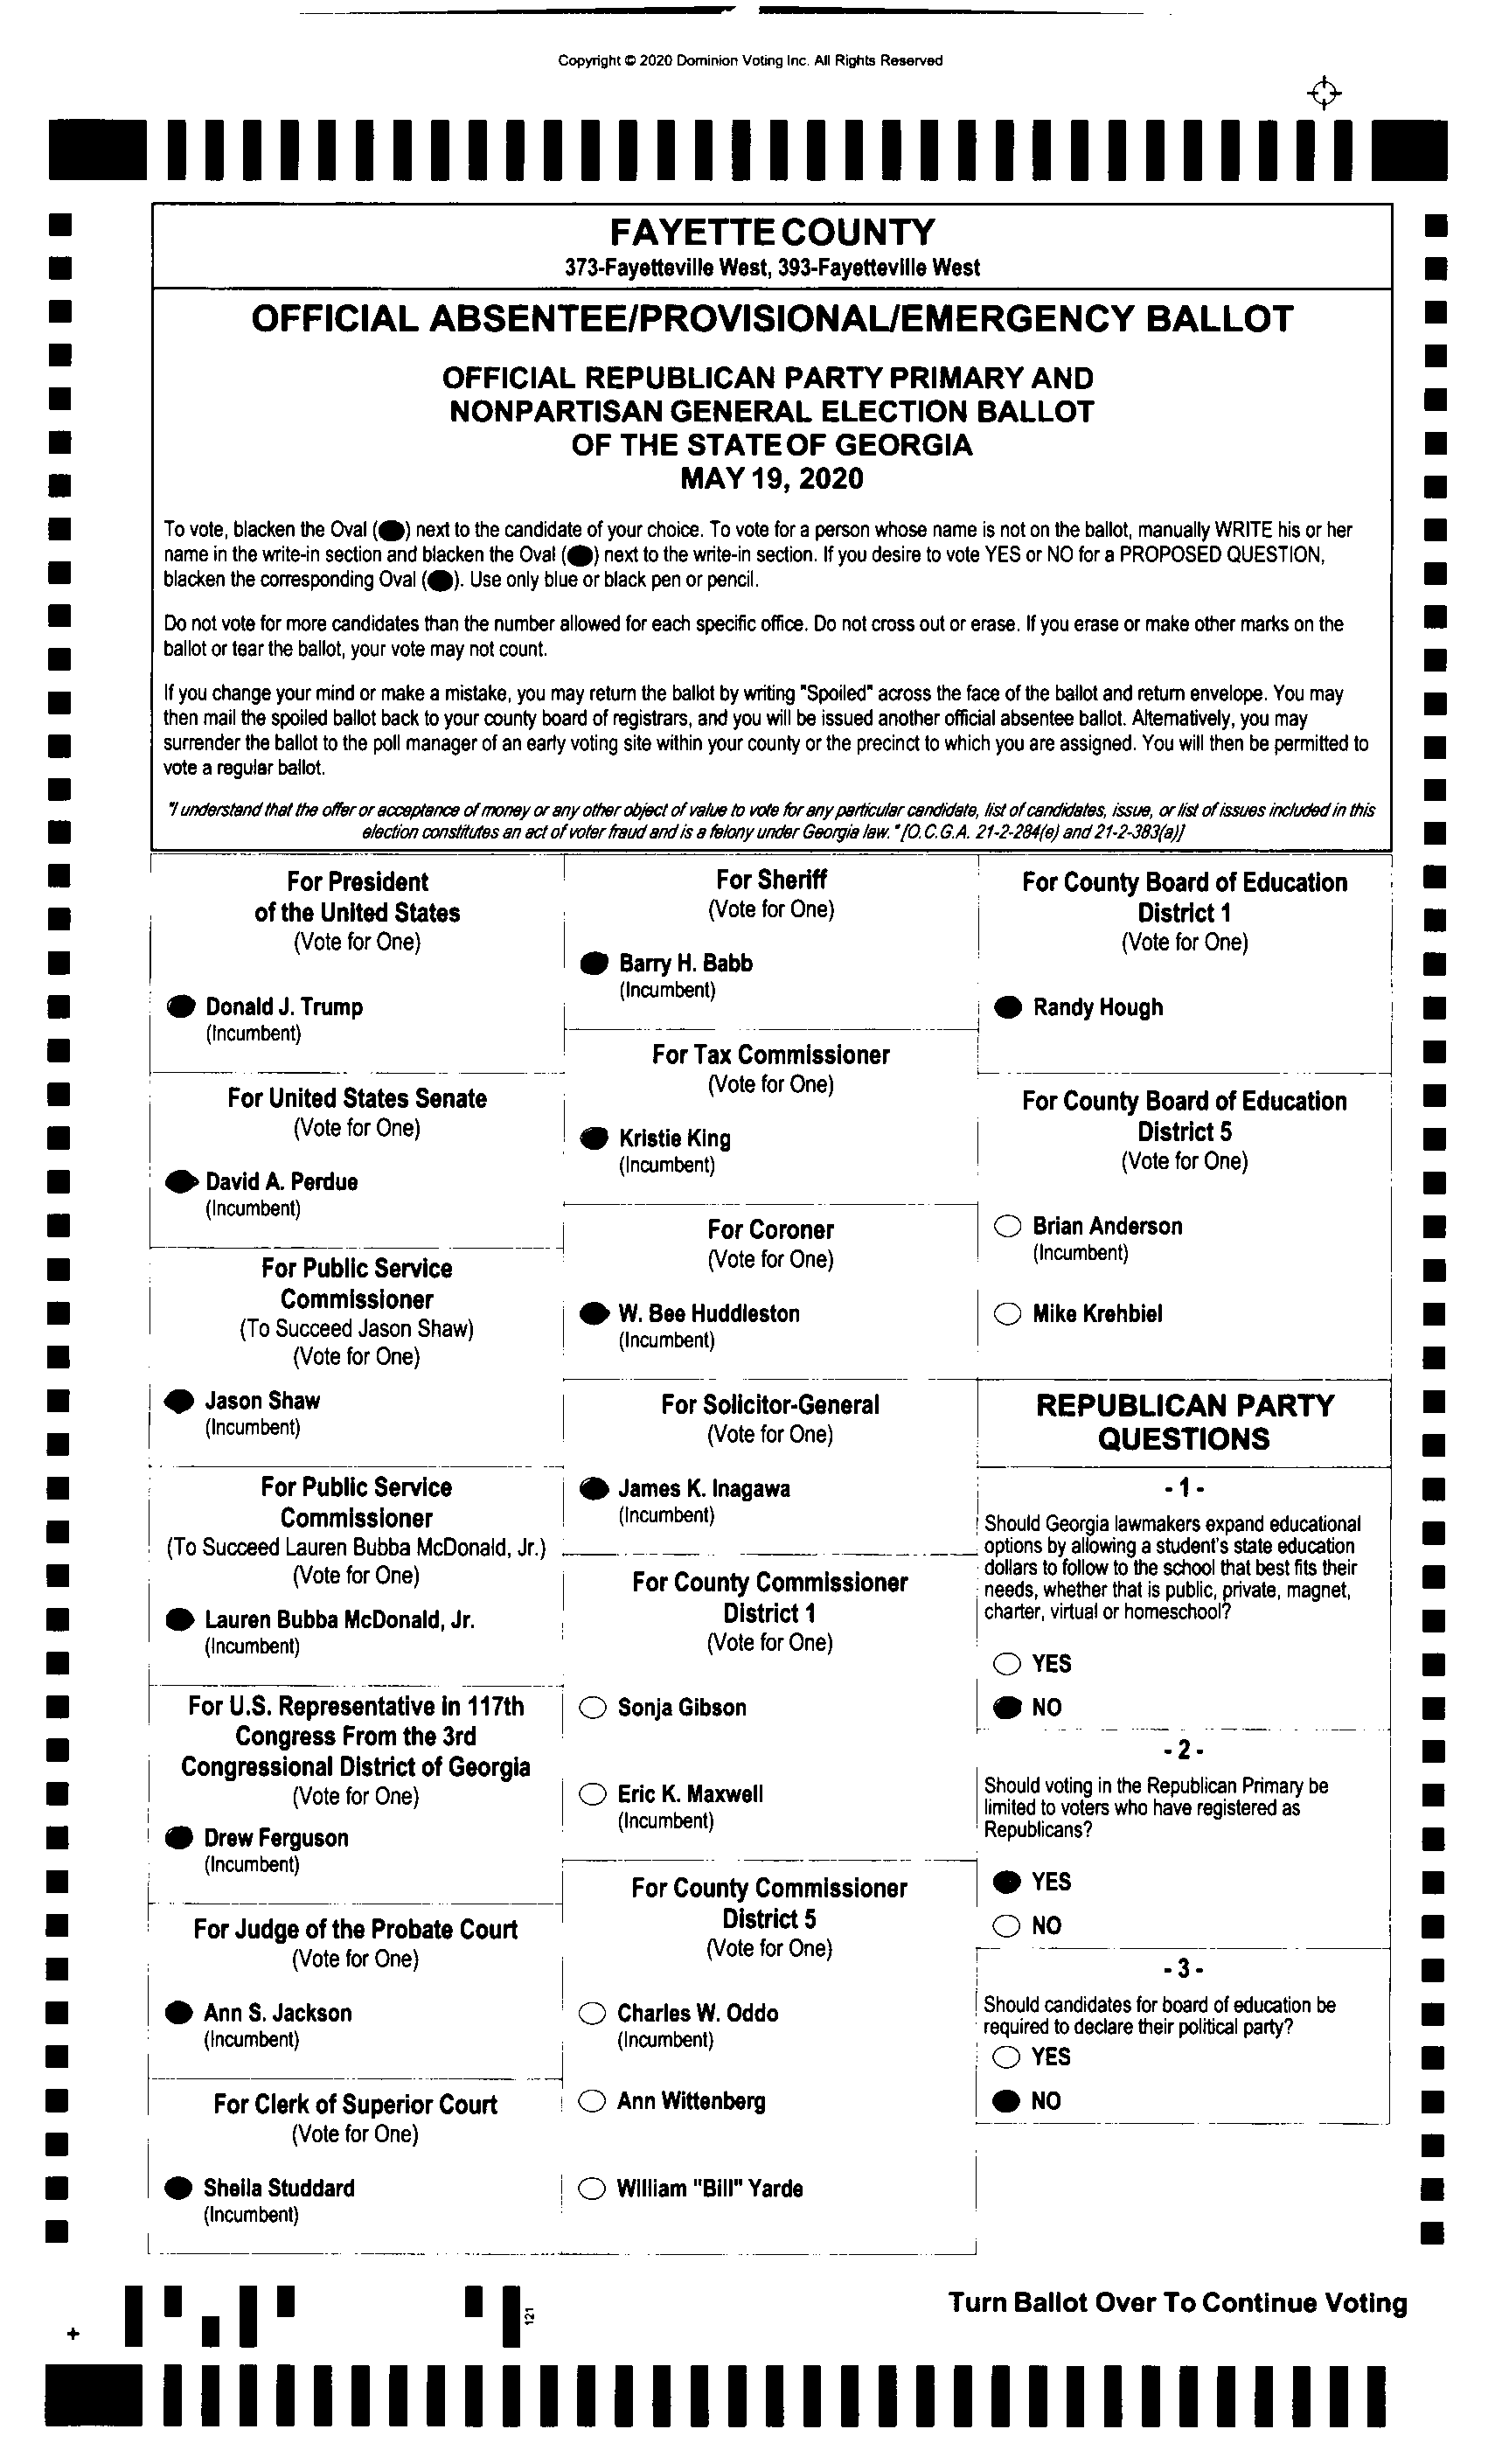 Copyright © 2020 Dominion Voting Inc. All Rights Reserved
FAYETTE COUNTY
373-Fayetteville West, 393-Fayetteville West
OFFICIAL ABSENTEE/PROVISIONAL/EMERGENCY BALLOT
OFFICIAL REPUBLICAN PARTY PRIMARY AND
NONPARTISAN GENERAL ELECTION BALLOT
OF THE STATE OF GEORGIA
MAY 19, 2020
To vote, blacken the Oval ( ) next to the candidate of your choice. To vote for a person whose name is not on the ballot, manually WRITE his or her
name in the write-in section and blacken the Oval ( ) next to the write-in section. If you desire to vote YES or NO for a PROPOSED QUESTION,
blacken the corresponding Oval ( ). Use only blue or black pen or pencil.
Do not vote for more candidates than the number allowed for each specific office. Do not cross out or erase. If you erase or make other marks on the
ballot or tear the ballot, your vote may not count.
If you change your mind or make a mistake, you may return the ballot by writing "Spoiled" across the face of the ballot and return envelope. You may
then mail the spoiled ballot back to your county board of registrars, and you will be issued another official absentee ballot. Alternatively, you may
surrender the ballot to the poll manager of an early voting site within your county or the precinct to which you are assigned. You will then be permitted to
vote a regular ballot.
"I understand that the offer or acceptance of money or any other object of value to vote for any particular candidate, list of candidates, issue, or list of issues included in this
election constitutes an act of voter fraud and is a felony under Georgia law." [O.C.G.A. 21-2-284(e) and 21-2-383(a)]
For President
of the United States
(Vote for One)
Donald J. Trump
(Incumbent)
For United States Senate
(Vote for One)
David A. Perdue
(Incumbent)
For Public Service
Commissioner
(To Succeed Jason Shaw)
(Vote for One)
Jason Shaw
(Incumbent)
For Public Service
Commissioner
(To Succeed Lauren Bubba McDonald, Jr.)
(Vote for One)
Lauren Bubba McDonald, Jr.
(Incumbent)
For U.S. Representative in 117th
Congress From the 3rd
Congressional District of Georgia
(Vote for One)
Drew Ferguson
(Incumbent)
For Judge of the Probate Court
(Vote for One)
Ann S. Jackson
(Incumbent)
For Clerk of Superior Court
(Vote for One)
Sheila Studdard
(Incumbent)
For Sheriff
(Vote for One)
Barry H. Babb
(Incumbent)
For Tax Commissioner
(Vote for One)
Kristie King
(Incumbent)
For Coroner
(Vote for One)
W. Bee Huddleston
(Incumbent)
For Solicitor-General
(Vote for One)
James K. Inagawa
(Incumbent)
For County Commissioner
District 1
(Vote for One)
Sonja Gibson
Eric K. Maxwell
(Incumbent)
For County Commissioner
District 5
(Vote for One)
Charles W. Oddo
(Incumbent)
Ann Wittenberg
William "Bill" Yarde
For County Board of Education
District 1
(Vote for One)
Randy Hough
For County Board of Education
District 5
(Vote for One)
Brian Anderson
(Incumbent)
Mike Krehbiel
REPUBLICAN PARTY
QUESTIONS
- 1 -
Should Georgia lawmakers expand educational
options by allowing a student's state education
dollars to follow to the school that best fits their
needs, whether that is public, private, magnet,
charter, virtual or homeschool?
YES
NO
- 2 -
Should voting in the Republican Primary be
limited to voters who have registered as
Republicans?
YES
NO
- 3 -
Should candidates for board of education be
required to declare their political party?
YES
NO
121
Turn Ballot Over To Continue Voting
+